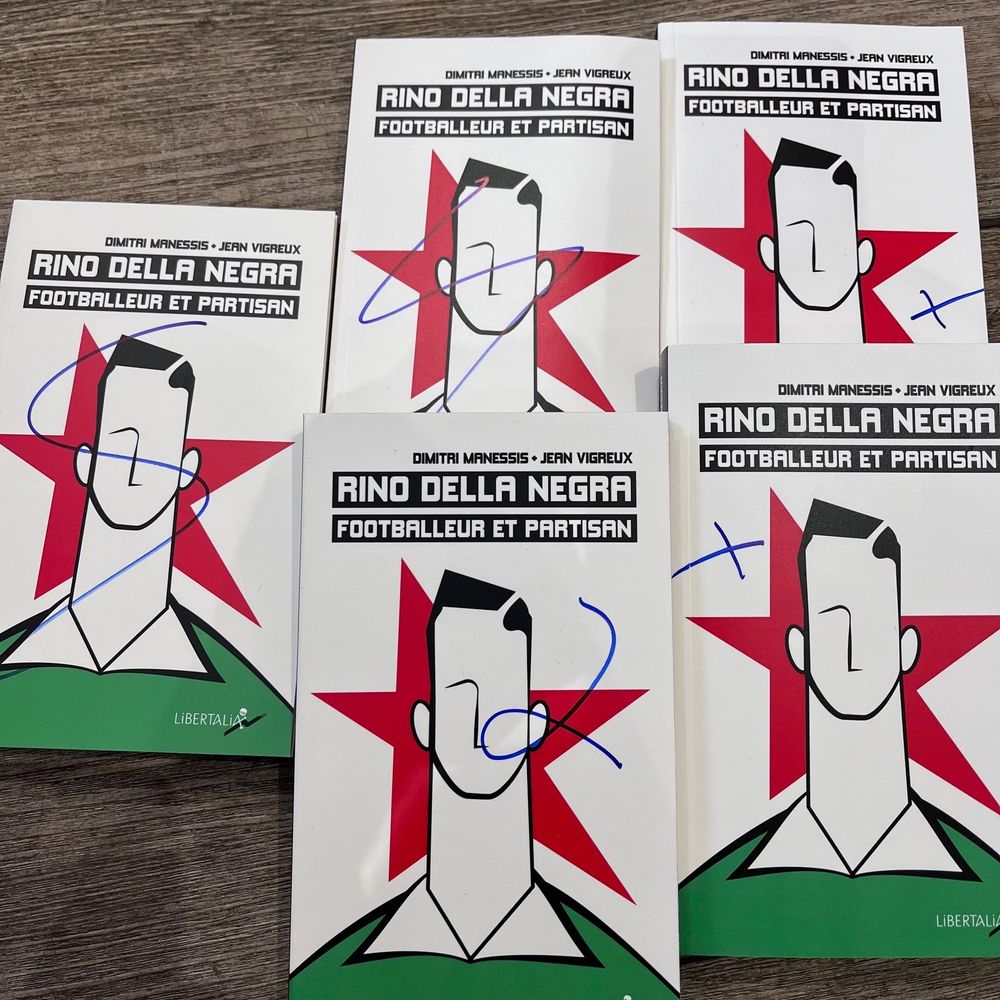 DIMITRI MANESSIS • JEAN VIGREUX
RINO DELLA NEGRA
FOOTBALLEUR ET PARTISAN
DIMITRI MANESSIS • JEAN VIGREUX
RINO DELLA NEGRA
FOOTBALLEUR ET PARTISAN
DIMITRI MANESSIS • JEAN VIGREUX
RINO DELLA NEGRA
FOOTBALLEUR ET PARTISAN
LIBERTALIA
DIMITRI MANESSIS • JEAN VIGREUX
RINO DELLA NEGRA
FOOTBALLEUR ET PARTISAN
LIBERTALIA
DIMITRI MANESSIS • JEAN VIGREUX
RINO DELLA NEGRA
FOOTBALLEUR ET PARTISAN